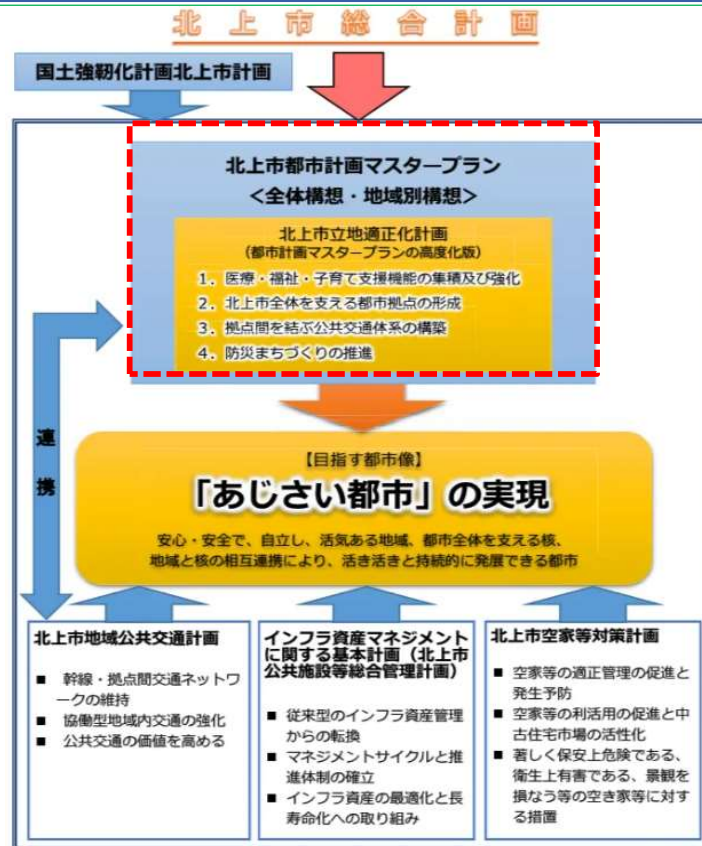 北上市総合計画
国土強靭化計画北上市計画
北上市都市計画マスタープラン
＜全体構想・地域別構想＞
北上市立地適正化計画
（都市計画マスタープランの高度化版）
1．医療・福祉・子育て支援機能の集積及び強化
2．北上市全体を支える都市拠点の形成
3．拠点間を結ぶ公共交通体系の構築
4．防災まちづくりの推進
連携
【目指す都市像】
「あじさい都市」の実現
安心・安全で、自立し、活気ある地域、都市全体を支える核、
地域と核の相互連携により、活き活きと持続的に発展できる都市
北上市地域公共交通計画
■ 幹線・拠点間交通ネットワ
ークの維持
■ 協働型地域内交通の強化
■ 公共交通の価値を高める
インフラ資産マネジメント
に関する基本計画（北上市
公共施設等総合管理計画）
■ 従来型のインフラ資産管理
からの転換
■ マネジメントサイクルと推
進体制の確立
■ インフラ資産の最適化と長
寿命化への取り組み
北上市空家等対策計画
■ 空家等の適正管理の促進と
発生予防
■ 空家等の利活用の促進と中
古住宅市場の活性化
■ 著しく保安上危険である、
衛生上有害である、景観を
損なう等の空き家等に対す
る措置